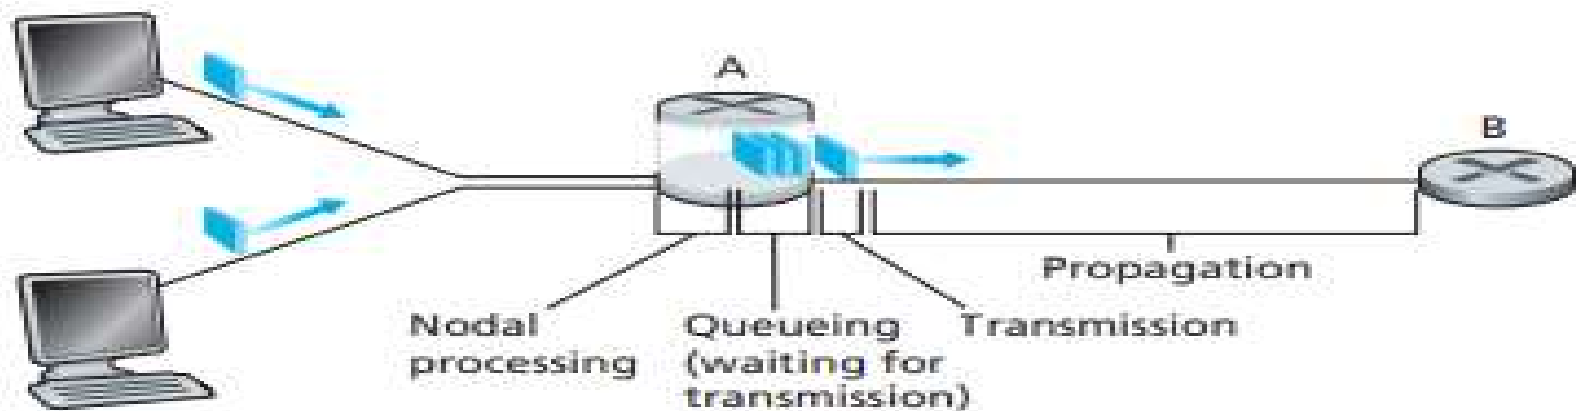 A
B
Propagation
Nodal
processing
Queueing
(waiting for
transmission)
Transmission